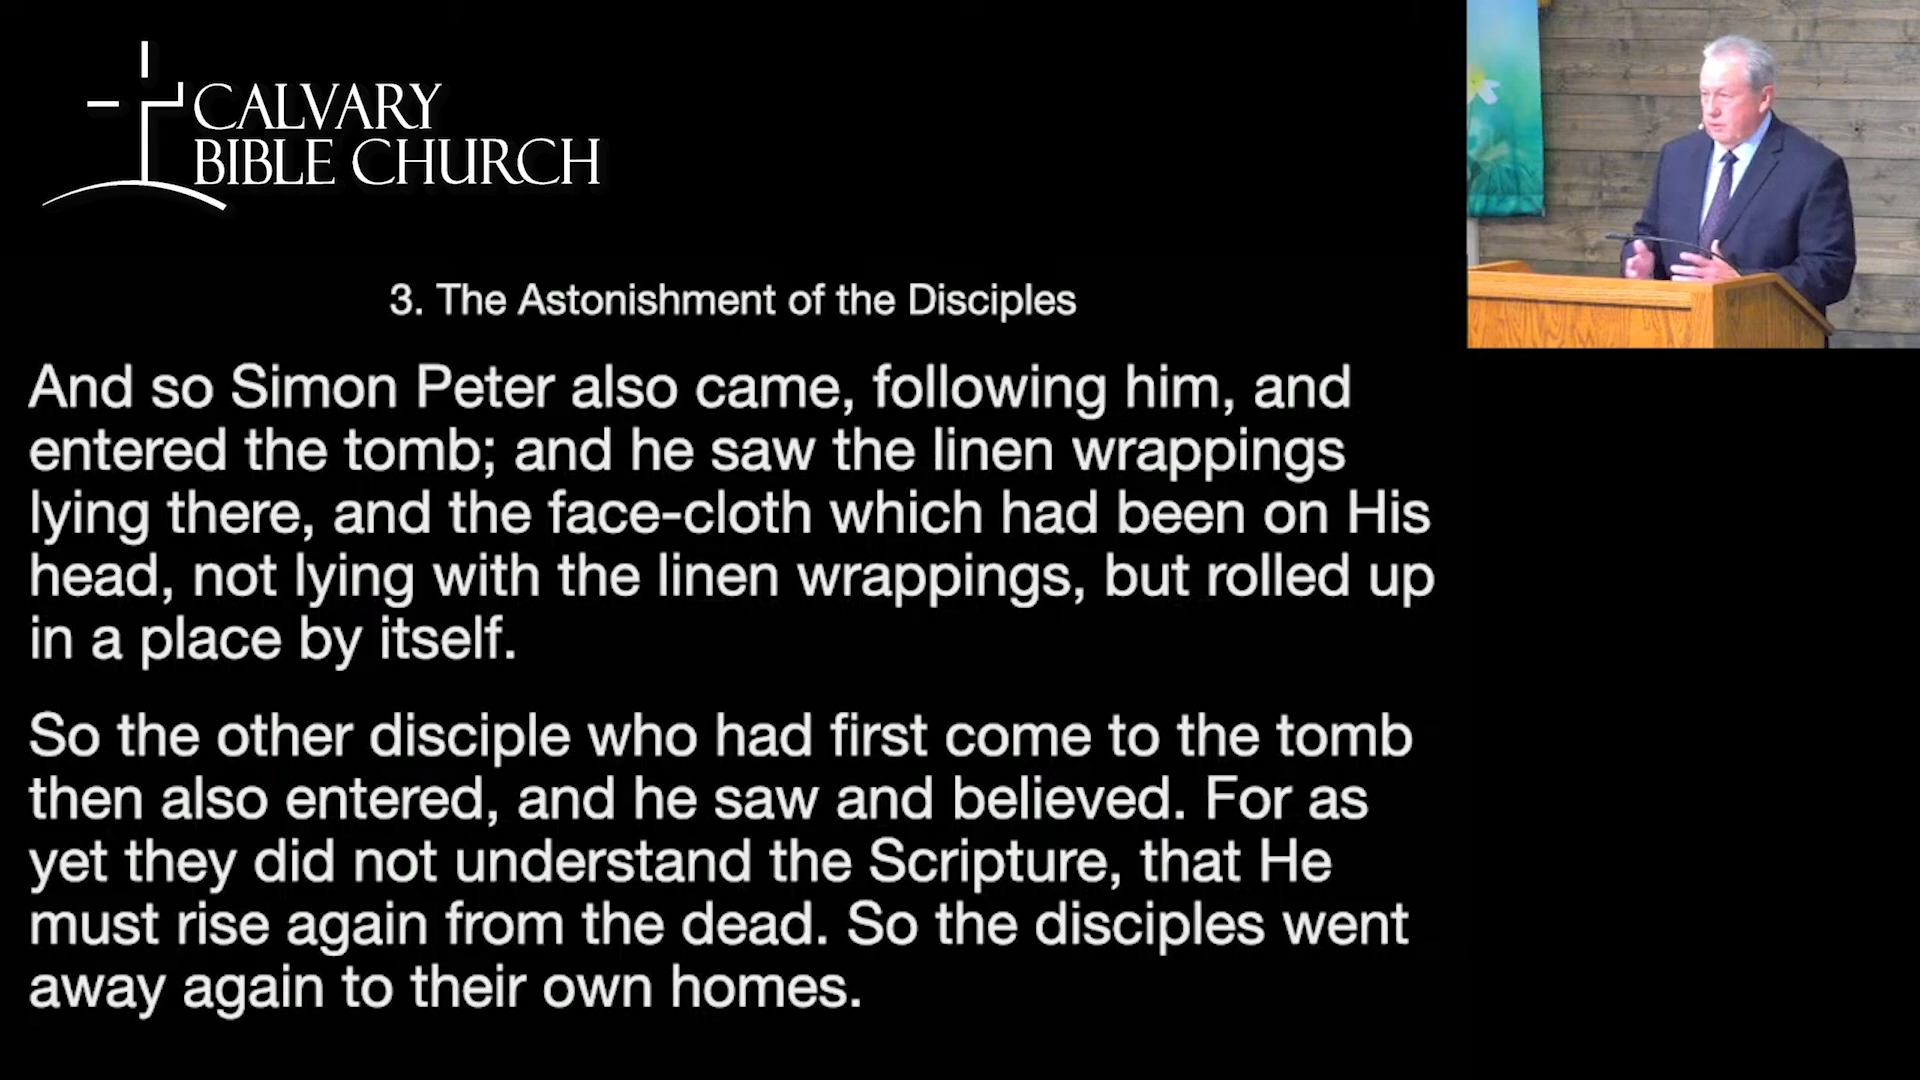 CALVARY
BIBLE CHURCH
3. The Astonishment of the Disciples
And so Simon Peter also came, following him, and
entered the tomb; and he saw the linen wrappings
lying there, and the face-cloth which had been on His
head, not lying with the linen wrappings, but rolled up
in a place by itself.
So the other disciple who had first come to the tomb
then also entered, and he saw and believed. For as
yet they did not understand the Scripture, that He
must rise again from the dead. So the disciples went
away again to their own homes.